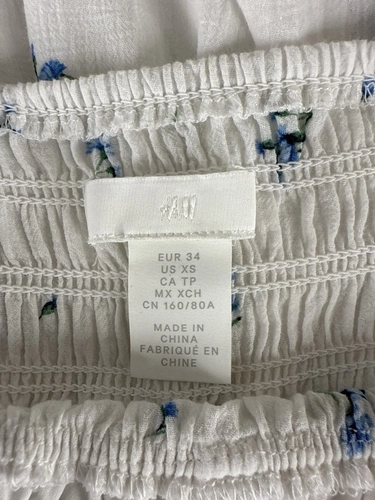 H&M
EUR 34
US XS
CA TP
MX XCH
CN 160/80A
MADE IN
CHINA
FABRIQUÉ EN
CHINE